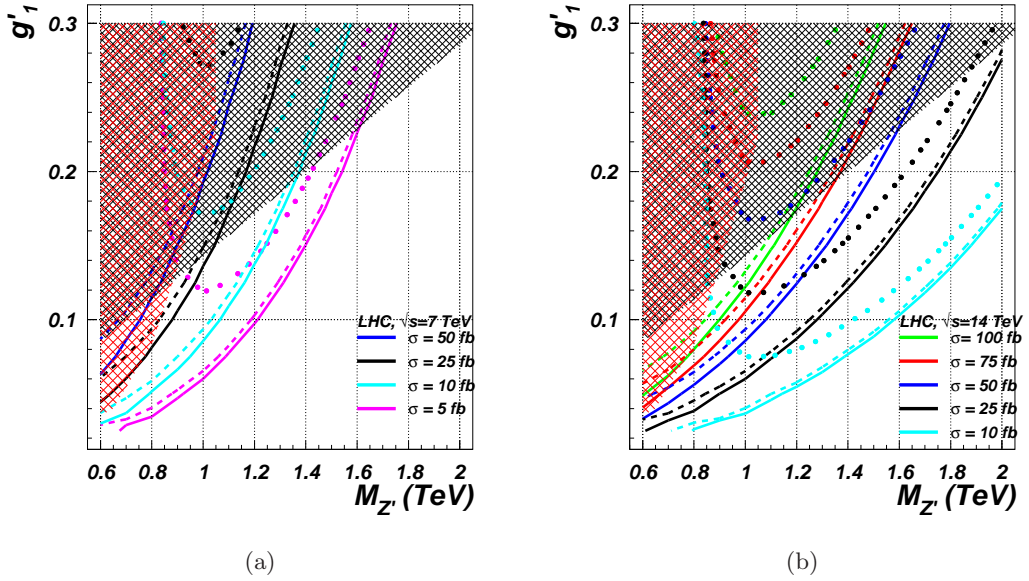 g'1
0.3
0.2
0.1
LHC, √s=7 TeV
σ = 50 fb
σ = 25 fb
σ = 10 fb
σ = 5 fb
0.6 0.8 1 1.2 1.4 1.6 1.8 2
MZ' (TeV)
(a)
g'1
0.3
0.2
0.1
LHC, √s=14 TeV
σ = 100 fb
σ = 75 fb
σ = 50 fb
σ = 25 fb
σ = 10 fb
0.6 0.8 1 1.2 1.4 1.6 1.8 2
MZ' (TeV)
(b)